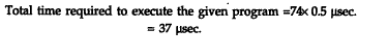 Total time required to execute the given program =74× 0.5 µsec.
= 37 µsec.